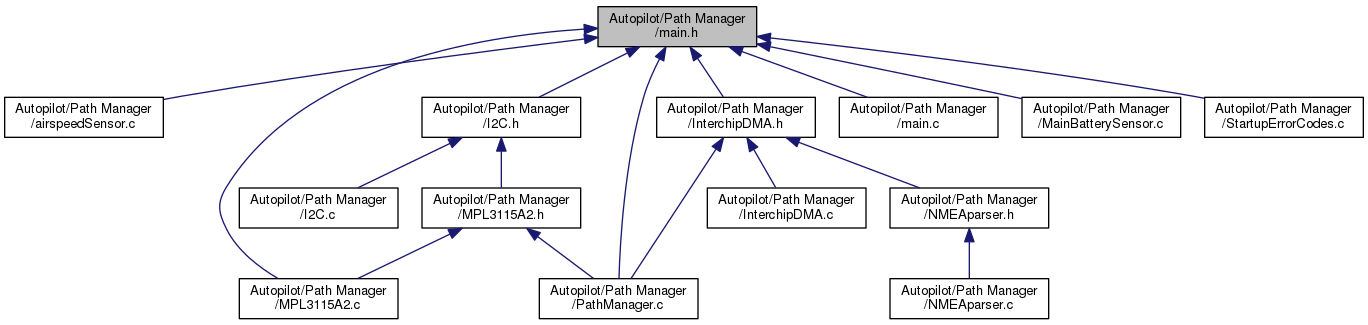 Autopilot/Path Manager
/main.h
Autopilot/Path Manager
/airspeedSensor.c
Autopilot/Path Manager
/I2C.h
Autopilot/Path Manager
/InterchipDMA.h
Autopilot/Path Manager
/main.c
Autopilot/Path Manager
/MainBatterySensor.c
Autopilot/Path Manager
/StartupErrorCodes.c
Autopilot/Path Manager
/I2C.c
Autopilot/Path Manager
/MPL3115A2.h
Autopilot/Path Manager
/InterchipDMA.c
Autopilot/Path Manager
/NMEAparser.h
Autopilot/Path Manager
/MPL3115A2.c
Autopilot/Path Manager
/PathManager.c
Autopilot/Path Manager
/NMEAparser.c